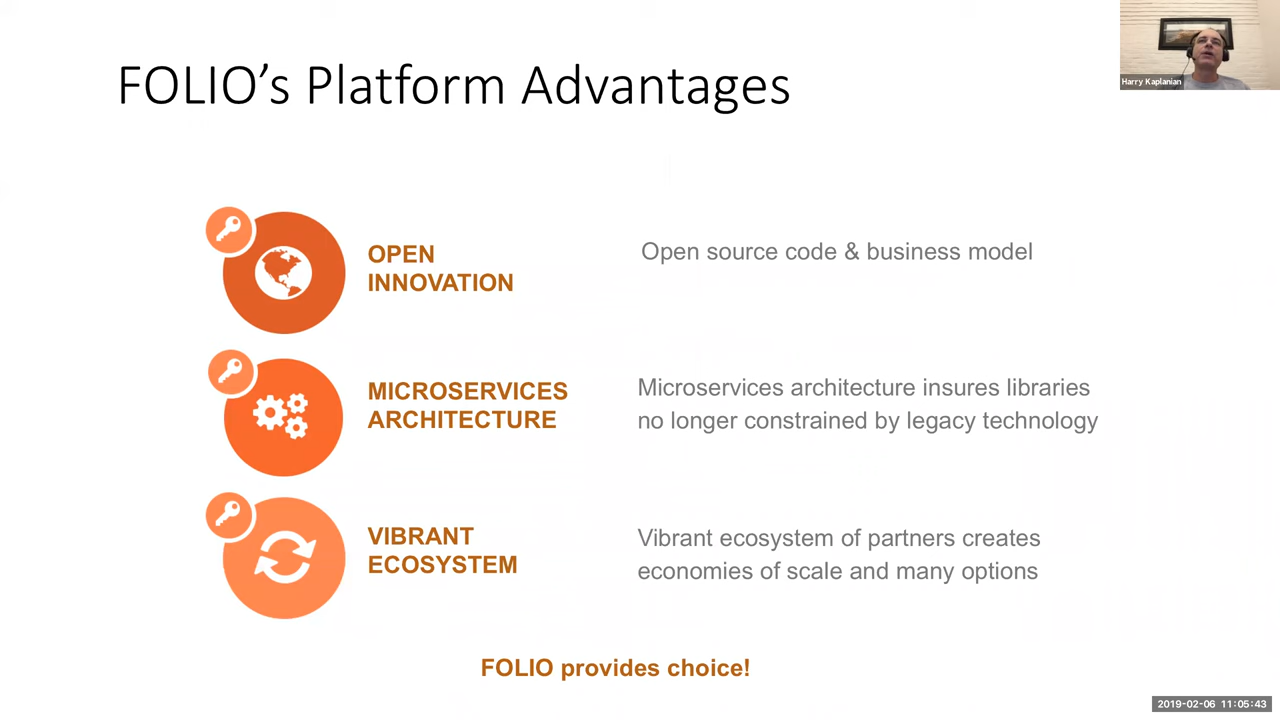 FOLIO’s Platform Advantages
Harry Kaplanian
OPEN
INNOVATION
Open source code & business model
MICROSERVICES
ARCHITECTURE
Microservices architecture insures libraries
no longer constrained by legacy technology
VIBRANT
ECOSYSTEM
Vibrant ecosystem of partners creates
economies of scale and many options
FOLIO provides choice!
2019-02-06 11:05:43